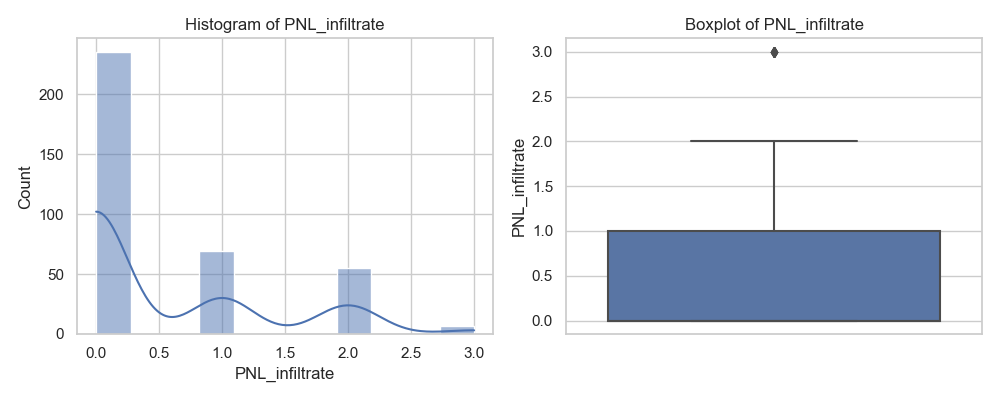 Histogram of PNL_infiltrate
Count
200
150
100
50
0
0.0 0.5 1.0 1.5 2.0 2.5 3.0
PNL_infiltrate
Boxplot of PNL_infiltrate
PNL_infiltrate
3.0
2.5
2.0
1.5
1.0
0.5
0.0